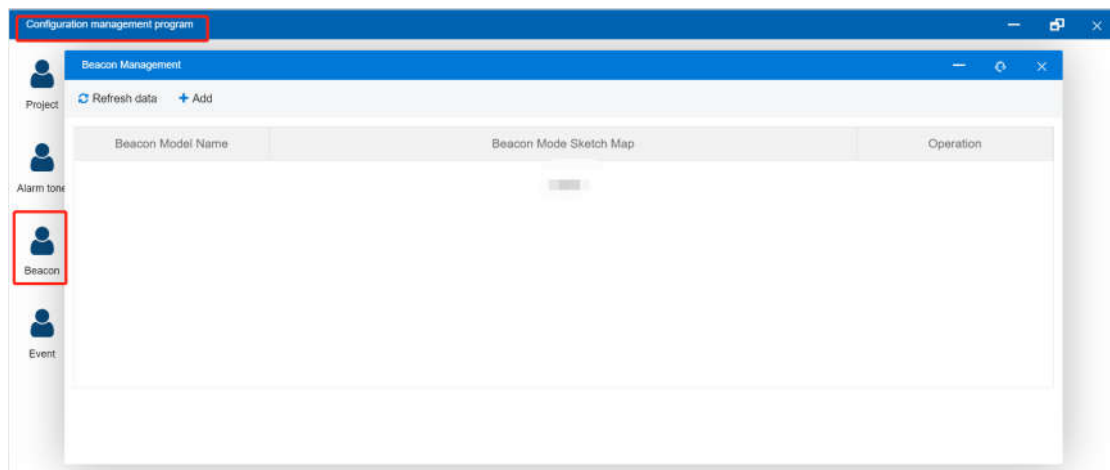 Configuration management program
Beacon Management
Project
Refresh data
Add
Beacon Model Name
Beacon Mode Sketch Map
Operation
Alarm tone
Beacon
Event